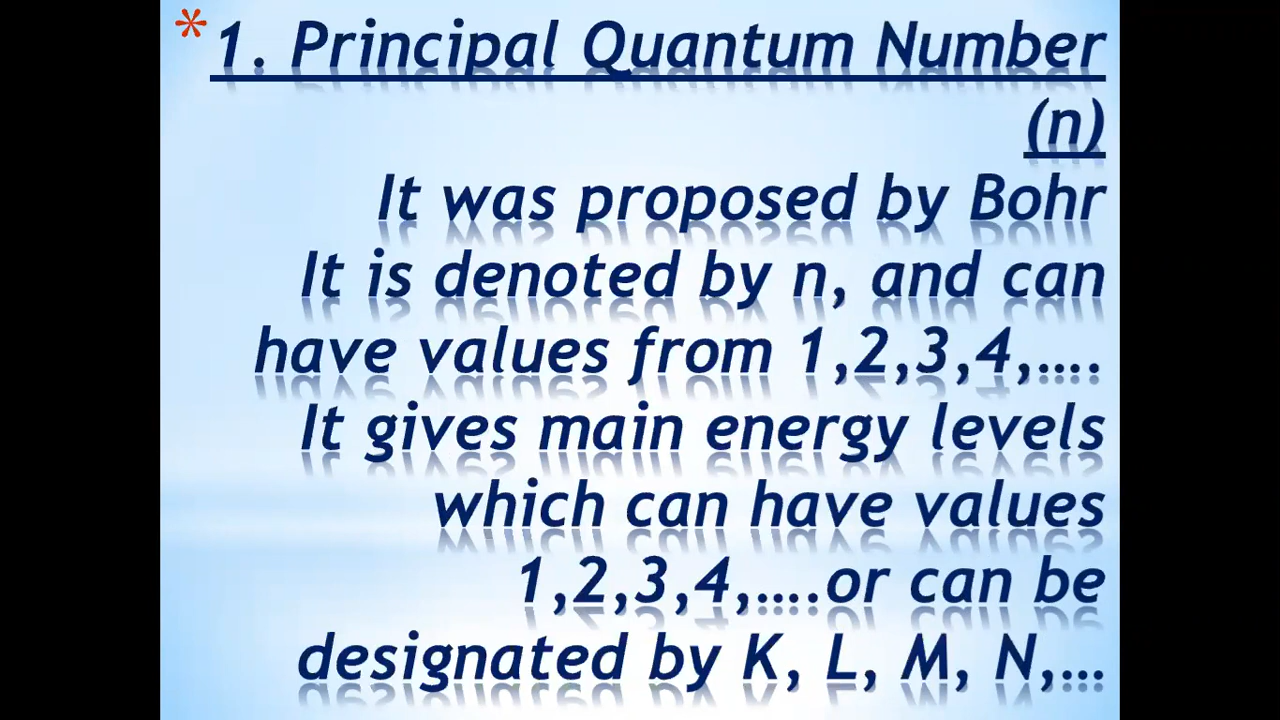 * 1. Principal Quantum Number
(n)
It was proposed by Bohr
It is denoted by n, and can
have values from 1,2,3,4,....
It gives main energy levels
which can have values
1,2,3,4,....or can be
designated by K, L, M, N,...